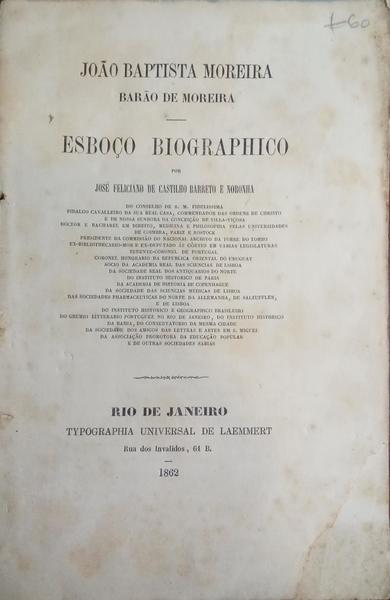 £60
JOÃO BAPTISTA MOREIRA
BARÃO DE MOREIRA
ESBOÇO BIOGRAPHICO
POR
JOSÉ FELICIANO DE CASTILHO BARRETO E NORONHA
DO CONSELHO DE S. M. FIDELISSIMA
FIDALGO CAVALLEIRO DA SUA REAL CASA, COMMENDADOR DAS ORDENS DE CHRISTO
E DE NOSSA SENHORA DA CONCEIÇÃO DE VILLA-VIÇOSA
DOCTOR E BACHAREL EM DIREITO, MEDICINA E PHILOSOPHIA PELAS UNIVERSIDADES
DE COIMBRA, PARIZ E ROSTOCK
PRESIDENTE DA COMMISSÃO DO NACIONAL ARCHIVO DA TORRE DO TOMBO
EX-BIBLIOTHECARIO-MOR E EX-DEPUTADO ÁS CÔRTES EM VARIAS LEGISLATURAS
TENENTE-CORONEL DE PORTUGAL
CORONEL HONORARIO DA REPUBLICA ORIENTAL DO URUGUAY
SOCIO DA ACADEMIA REAL DAS SCIENCIAS DE LISBOA
DA SOCIEDADE REAL DOS ANTIQUARIOS DO NORTE
DO INSTITUTO HISTORICO DE PARIS
DA ACADEMIA DE HISTORIA DE COPENHAGUE
DA SOCIEDADE DAS SCIENCIAS MEDICAS DE LISBOA
DAS SOCIEDADES PHARMACEUTICAS DO NORTE DA ALLEMANHA, DE SALZUFFLEN,
E DE LISBOA
DO INSTITUTO HISTORICO E GEOGRAPHICO BRASILEIRO
DO GREMIO LITTERARIO PORTUGUEZ NO RIO DE JANEIRO, DO INSTITUTO HISTORICO
DA BAHIA, DO CONSERVATORIO DA MESMA CIDADE
DA SOCIEDADE DOS AMIGOS DAS LETTRAS E ARTES EM S. MIGUEL
DA ASSOCIAÇÃO PROMOTORA DA EDUCAÇÃO POPULAR
E DE OUTRAS SOCIEDADES SABIAS
RIO DE JANEIRO
TYPOGRAPHIA UNIVERSAL DE LAEMMERT
Rua dos Invalidos, 61 B.
1862